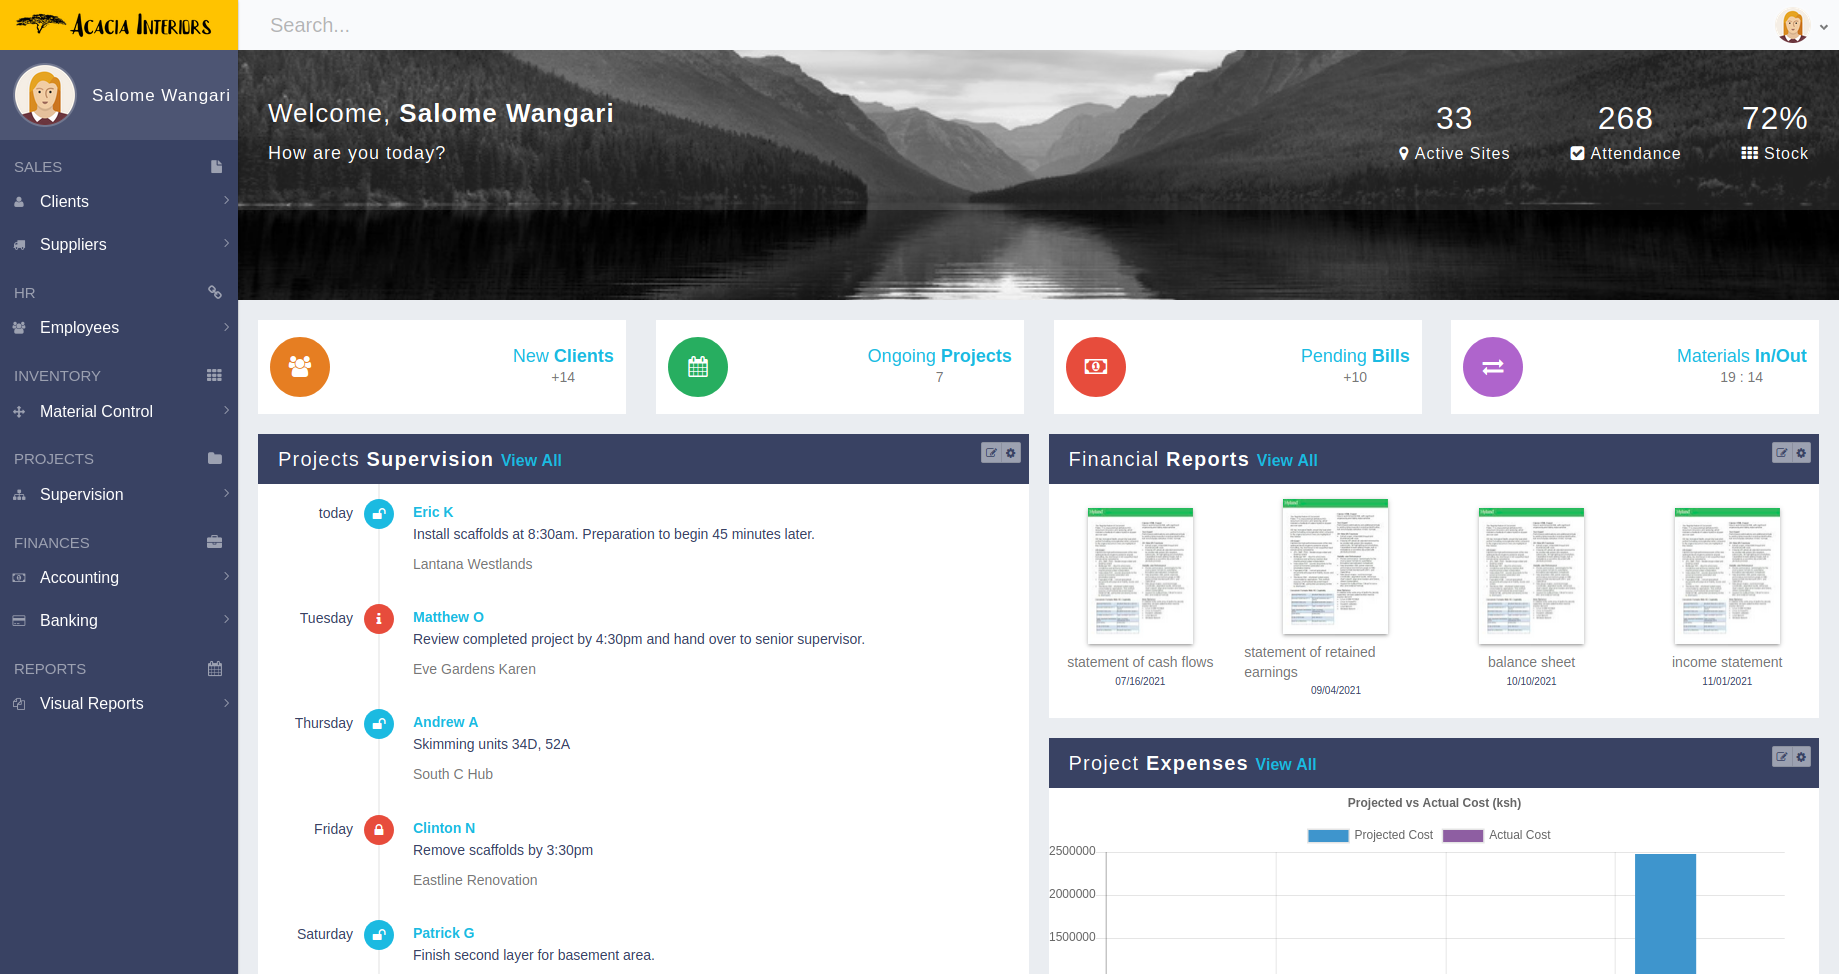 Acacia Interiors
Search...
Salome Wangari
SALES
Clients
Suppliers
HR
Employees
INVENTORY
Material Control
PROJECTS
Supervision
FINANCES
Accounting
Banking
REPORTS
Visual Reports
Welcome, Salome Wangari
How are you today?
33
Active Sites
268
Attendance
72%
Stock
New Clients
+14
Ongoing Projects
7
Pending Bills
+10
Materials In/Out
19 : 14
Projects Supervision View All
today
Eric K
Install scaffolds at 8:30am. Preparation to begin 45 minutes later.
Lantana Westlands
Tuesday
Matthew O
Review completed project by 4:30pm and hand over to senior supervisor.
Eve Gardens Karen
Thursday
Andrew A
Skimming units 34D, 52A
South C Hub
Friday
Clinton N
Remove scaffolds by 3:30pm
Eastline Renovation
Saturday
Patrick G
Finish second layer for basement area.
Financial Reports View All
statement of cash flows
07/16/2021
statement of retained
earnings
09/04/2021
balance sheet
10/10/2021
income statement
11/01/2021
Project Expenses View All
Projected vs Actual Cost (ksh)
Projected Cost
Actual Cost
2500000
2000000
1500000